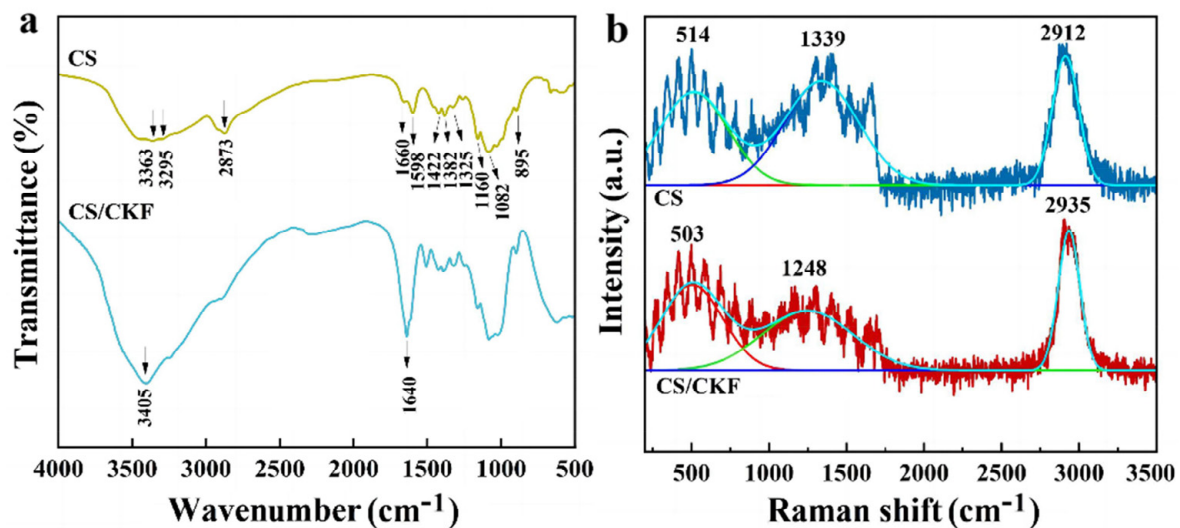 a
CS
3363
3295
2873
1660
1598
1422
1382
1325
1160
1082
895
CS/CKF
3405
1640
Transmittance (%)
4000 3500 3000 2500 2000 1500 1000 500
Wavenumber (cm-1)
b
514
1339
2912
CS
503
1248
2935
CS/CKF
Intensity (a.u.)
500 1000 1500 2000 2500 3000 3500
Raman shift (cm-1)